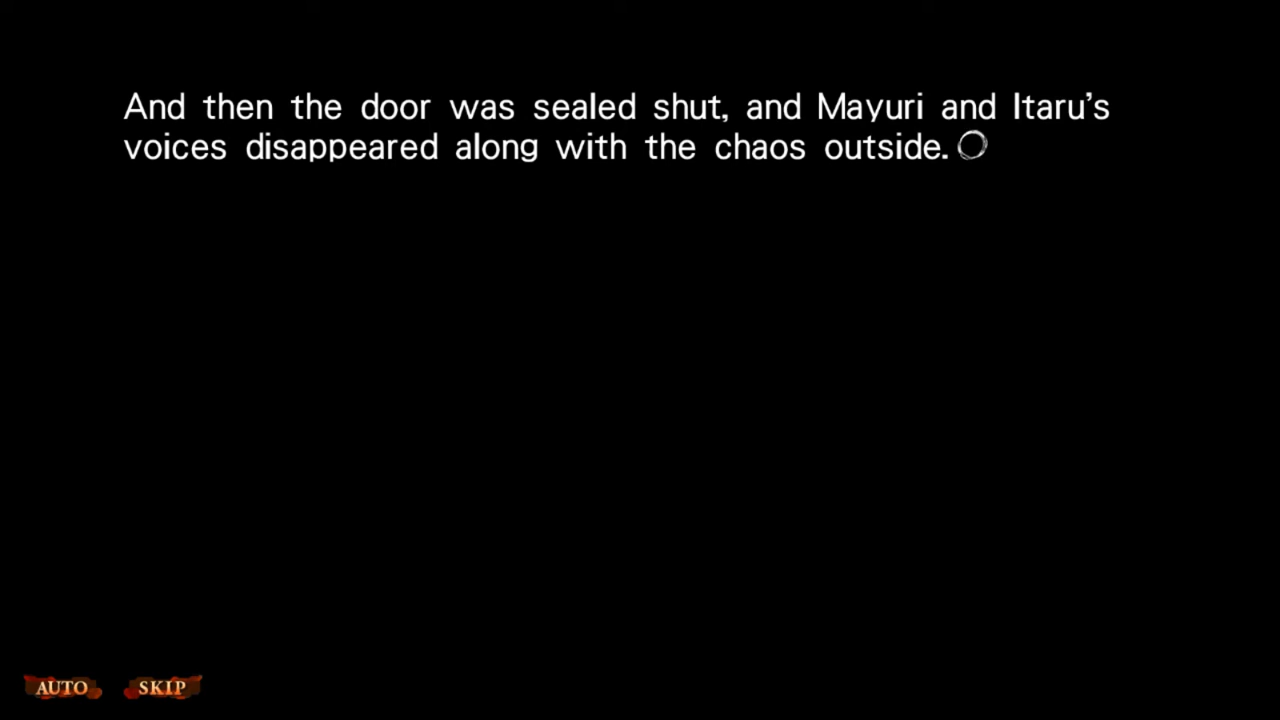 And then the door was sealed shut, and Mayuri and Itaru’s
voices disappeared along with the chaos outside.
AUTO SKIP